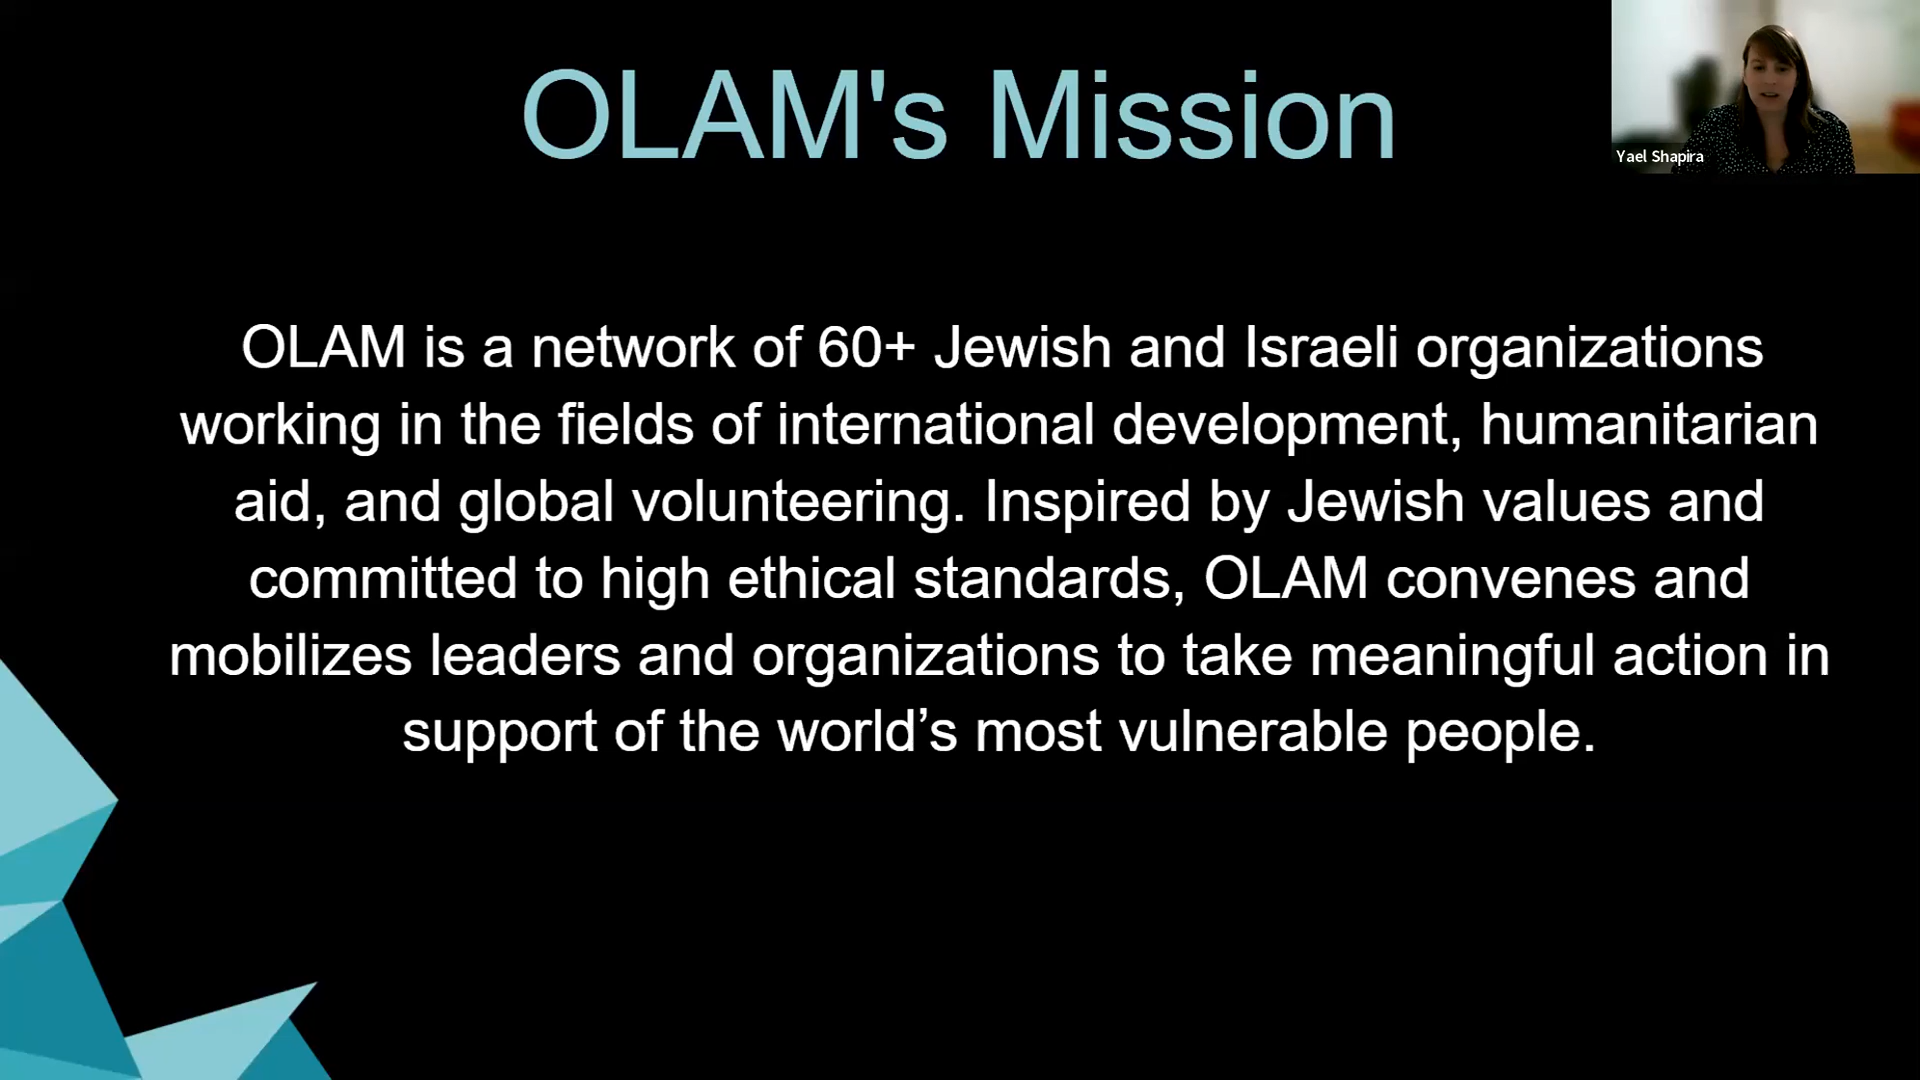 OLAM's Mission
Yael Shapira
OLAM is a network of 60+ Jewish and Israeli organizations
working in the fields of international development, humanitarian
aid, and global volunteering. Inspired by Jewish values and
committed to high ethical standards, OLAM convenes and
mobilizes leaders and organizations to take meaningful action in
support of the world’s most vulnerable people.